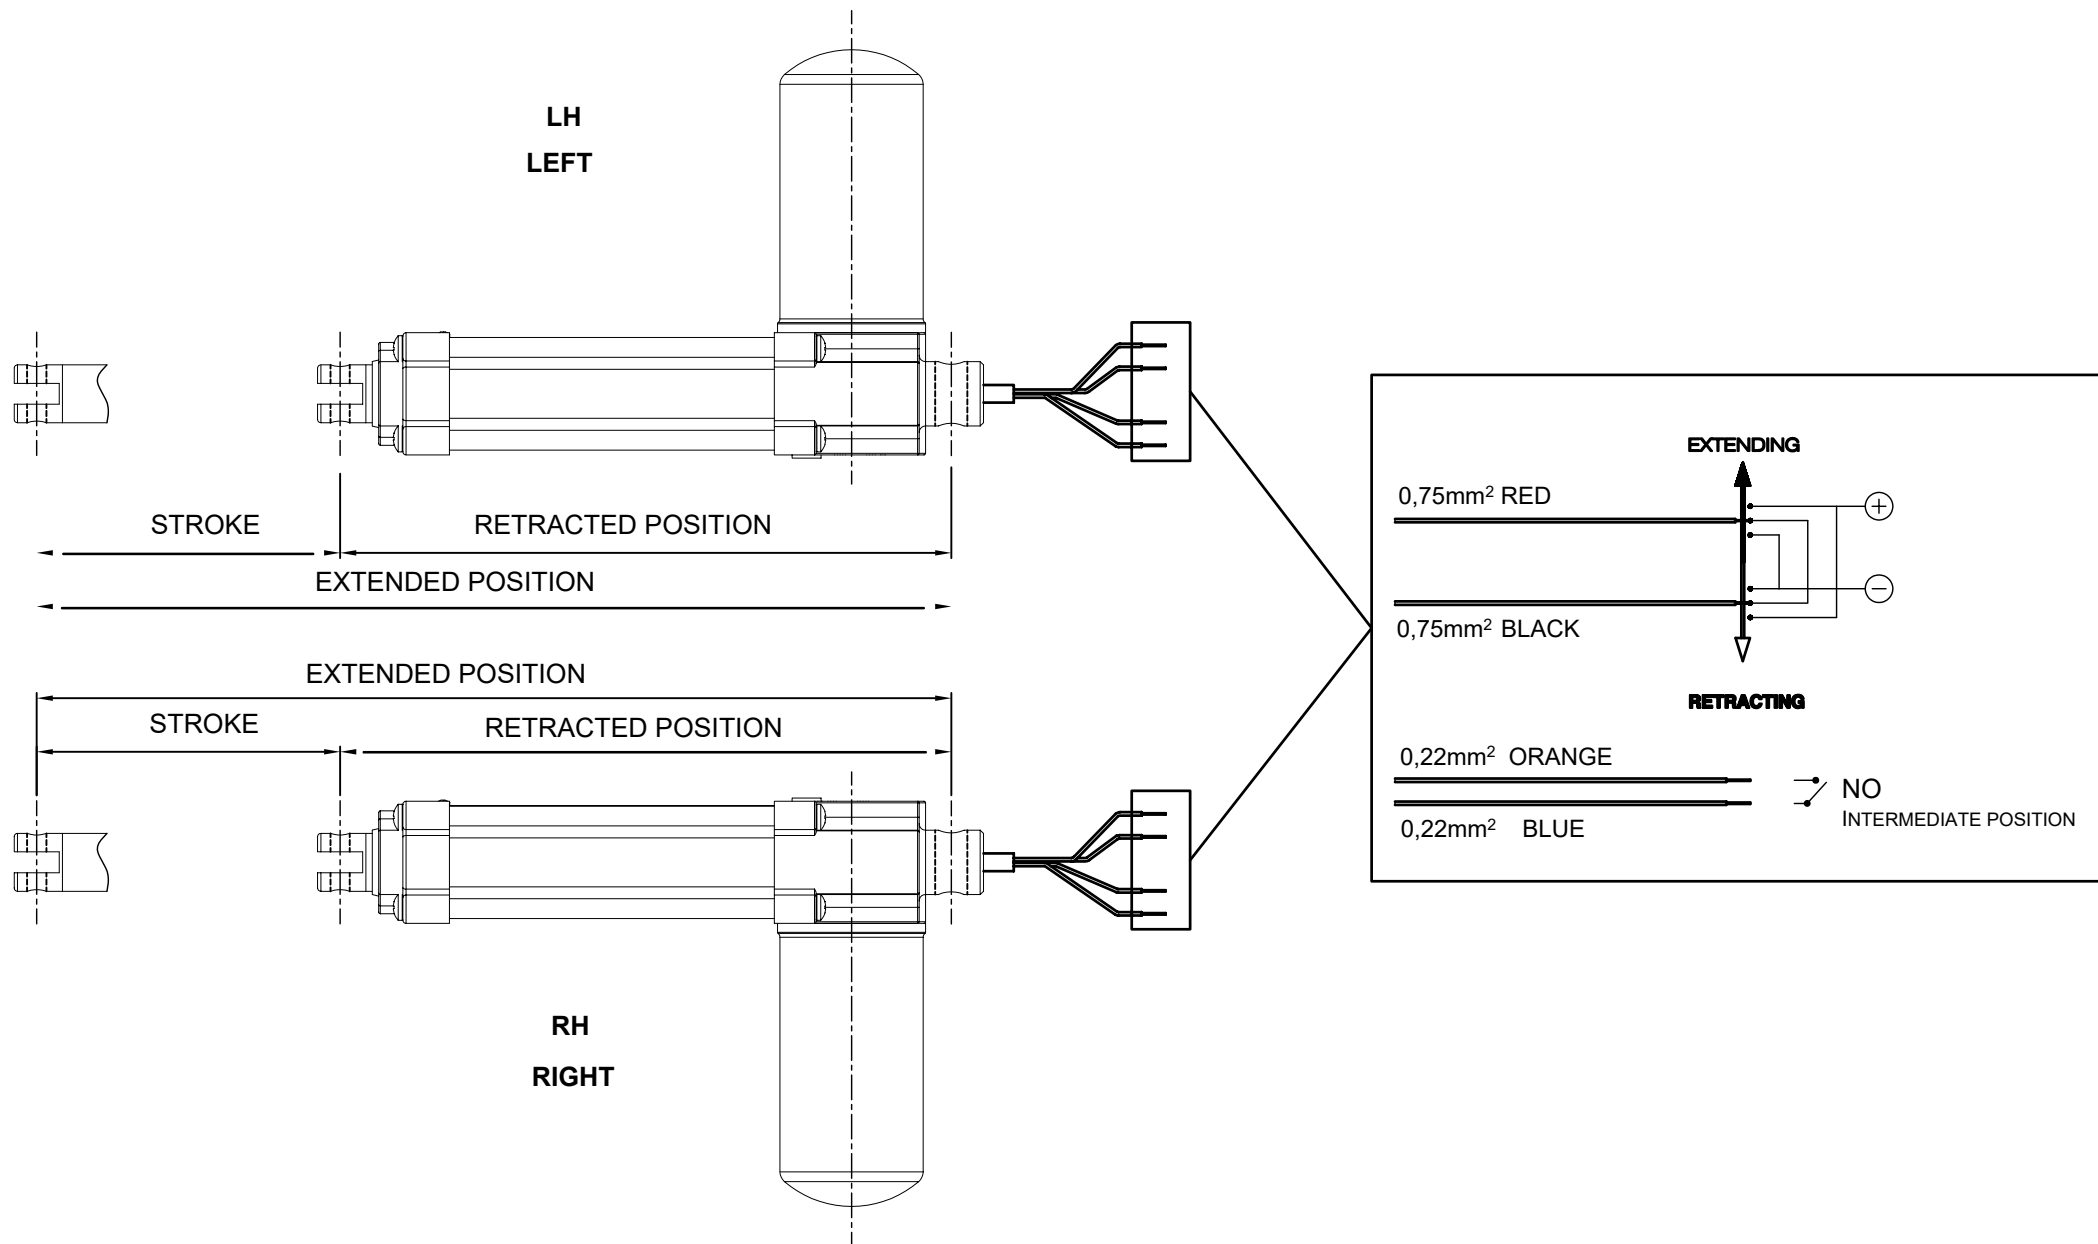 LH
LEFT
STROKE
RETRACTED POSITION
EXTENDED POSITION
EXTENDED POSITION
STROKE
RETRACTED POSITION
RH
RIGHT
EXTENDING
0,75mm² RED
+
−
0,75mm² BLACK
RETRACTING
0,22mm² ORANGE
NO
INTERMEDIATE POSITION
0,22mm² BLUE